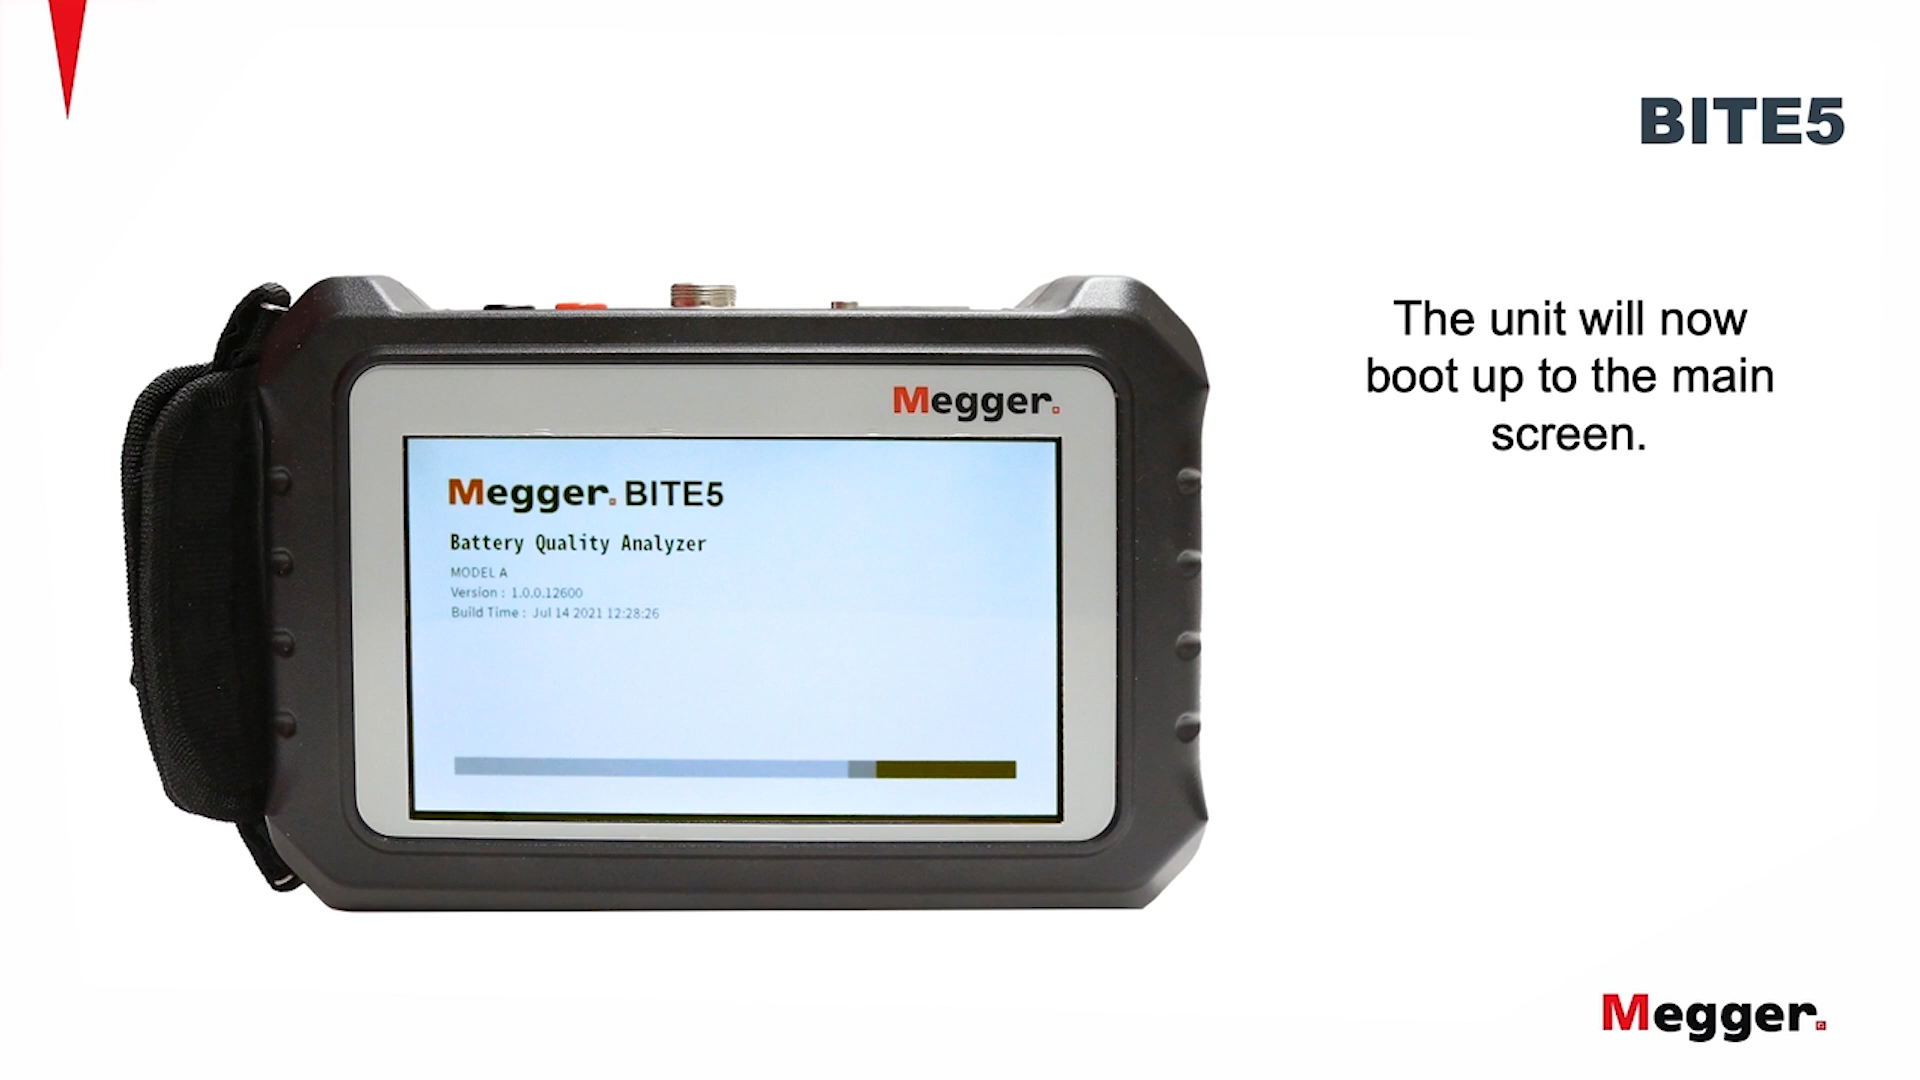 BITE5
The unit will now
boot up to the main
screen.
Megger.
Megger. BITE5
Battery Quality Analyzer
MODEL A
Version : 1.0.0.12600
Build Time : Jul 14 2021 12:28:26
Megger.